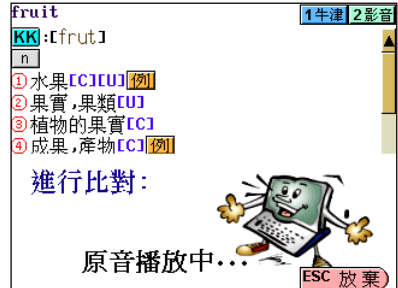 fruit 1牛津 2影音
KK:[frut]
n
①水果[C][U]例
②果實,果類[U]
③植物的果實[C]
④成果,產物[C]例
進行比對:
原音播放中...
ESC 放棄)